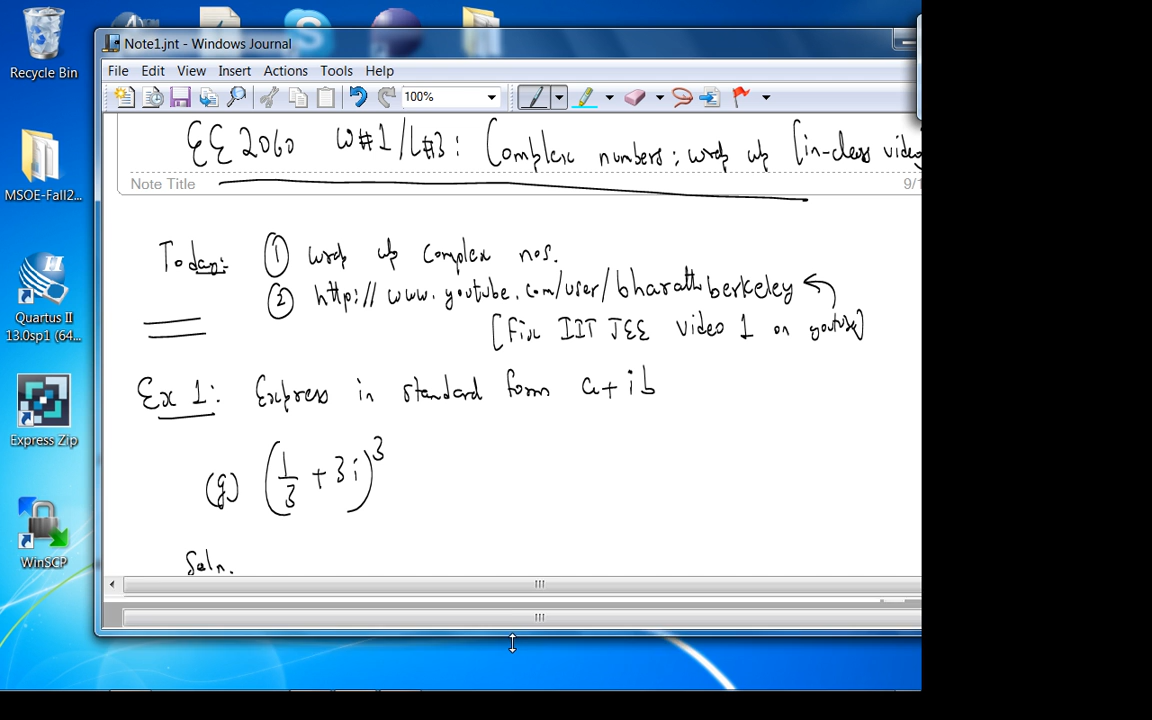 Recycle Bin
MSOE-Fall2...
Quartus II
13.0sp1 (64...
Express Zip
WinSCP
Note1.jnt - Windows Journal
File Edit View Insert Actions Tools Help
100%
EE 2060 W#1/L#3: Complex numbers; wrap up [in-class video
Note Title
9/1
Today: ① wrap up complex nos.
② http://www.youtube.com/user/bharathberkeley
[Fix IIT JEE video 1 on youtube]
Ex 1: Express in standard form a+ib
(g) (1/3 + 3i)^3
Soln.